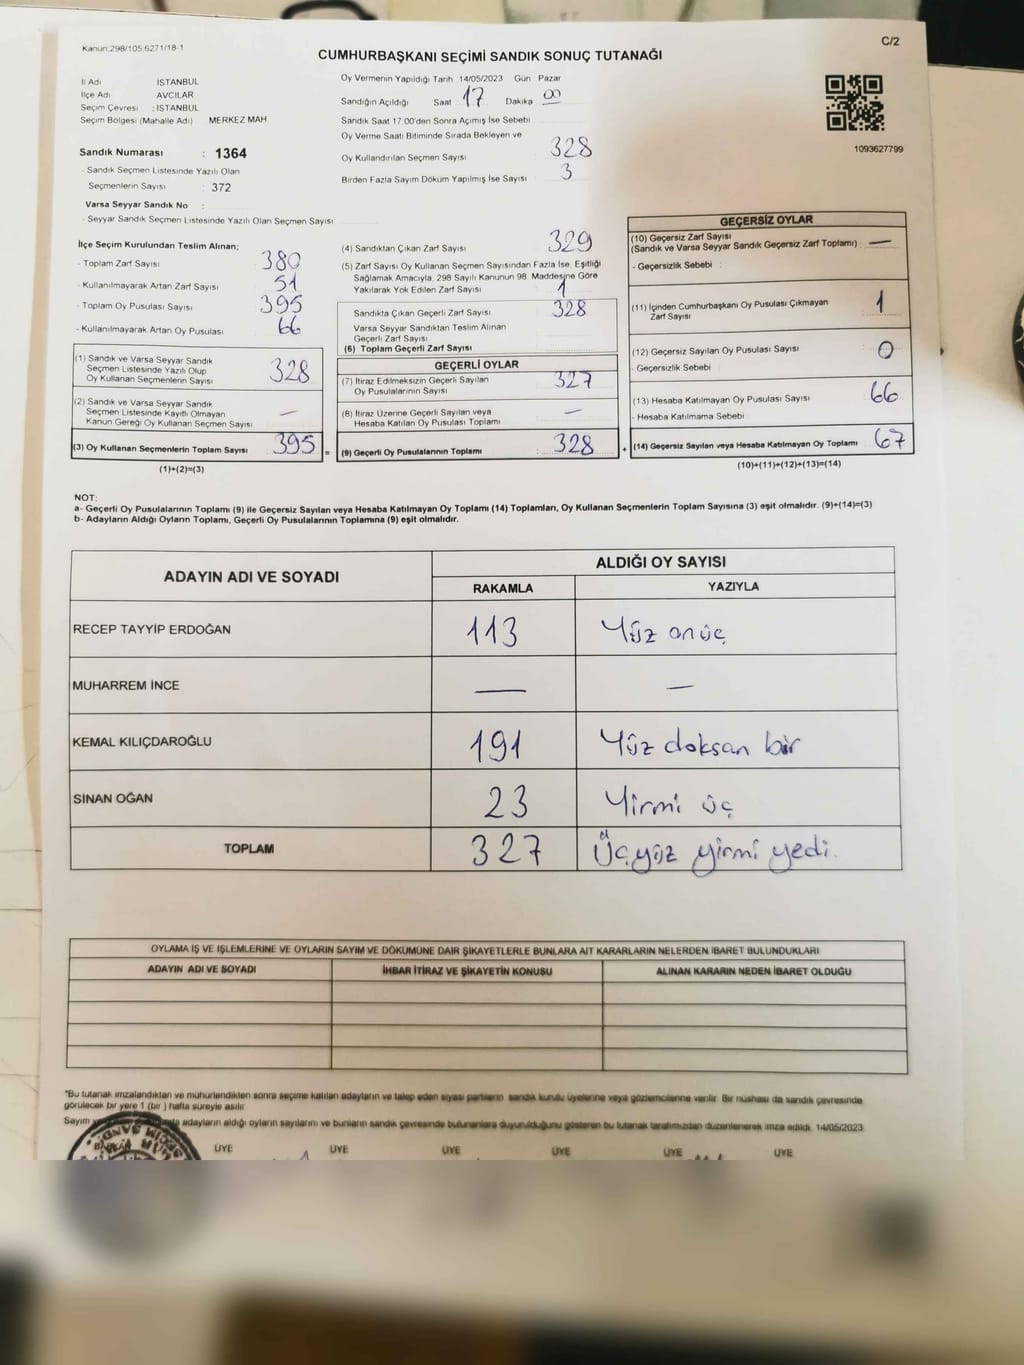 Kanun:298/105,6271/18-1
C/2
CUMHURBAŞKANI SEÇİMİ SANDIK SONUÇ TUTANAĞI
İl Adı ISTANBUL
İlçe Adı AVCILAR
Seçim Çevresi : ISTANBUL
Seçim Bölgesi (Mahalle Adı) MERKEZ MAH
Sandık Numarası : 1364
- Sandık Seçmen Listesinde Yazılı Olan
Seçmenlerin Sayısı : 372
Varsa Seyyar Sandık No :
- Seyyar Sandık Seçmen Listesinde Yazılı Olan Seçmen Sayısı
Oy Vermenin Yapıldığı Tarih 14/05/2023 Gün Pazar
Sandığın Açıldığı Saat 17 Dakika 00
Sandık Saat 17:00'den Sonra Açımış İse Sebebi
Oy Verme Saati Bitiminde Sırada Bekleyen ve
Oy Kullandırılan Seçmen Sayısı 328
Birden Fazla Sayım Döküm Yapılmış İse Sayısı 3
1093627799
İlçe Seçim Kurulundan Teslim Alınan;
- Toplam Zarf Sayısı 380
- Kullanılmayarak Artan Zarf Sayısı 51
- Toplam Oy Pusulası Sayısı 395
- Kullanılmayarak Artan Oy Pusulası 66
(1) Sandık ve Varsa Seyyar Sandık
Seçmen Listesinde Yazılı Olup
Oy Kullanan Seçmenlerin Sayısı 328
(2) Sandık ve Varsa Seyyar Sandık
Seçmen Listesinde Kayıtlı Olmayan
Kanun Gereği Oy Kullanan Seçmen Sayısı —
(3) Oy Kullanan Seçmenlerin Toplam Sayısı 395 =
(1)+(2)=(3)
(4) Sandıktan Çıkan Zarf Sayısı 329
(5) Zarf Sayısı Oy Kullanan Seçmen Sayısından Fazla İse, Eşitliği
Sağlamak Amacıyla, 298 Sayılı Kanunun 98. Maddesine Göre
Yakılarak Yok Edilen Zarf Sayısı 1
Sandıkta Çıkan Geçerli Zarf Sayısı 328
Varsa Seyyar Sandıktan Teslim Alınan
Geçerli Zarf Sayısı
(6) Toplam Geçerli Zarf Sayısı
GEÇERLİ OYLAR
(7) İtiraz Edilmeksizin Geçerli Sayılan
Oy Pusulalarının Sayısı 327
(8) İtiraz Üzerine Geçerli Sayılan veya
Hesaba Katılan Oy Pusulası Toplamı —
(9) Geçerli Oy Pusulalarının Toplamı 328 +
GEÇERSİZ OYLAR
(10) Geçersiz Zarf Sayısı
(Sandık ve Varsa Seyyar Sandık Geçersiz Zarf Toplamı) : —
- Geçersizlik Sebebi :
(11) İçinden Cumhurbaşkanı Oy Pusulası Çıkmayan
Zarf Sayısı 1
(12) Geçersiz Sayılan Oy Pusulası Sayısı 0
- Geçersizlik Sebebi
(13) Hesaba Katılmayan Oy Pusulası Sayısı 66
- Hesaba Katılmama Sebebi
(14) Geçersiz Sayılan veya Hesaba Katılmayan Oy Toplamı 67
(10)+(11)+(12)+(13)=(14)
NOT:
a- Geçerli Oy Pusulalarının Toplamı (9) ile Geçersiz Sayılan veya Hesaba Katılmayan Oy Toplamı (14) Toplamları, Oy Kullanan Seçmenlerin Toplam Sayısına (3) eşit olmalıdır. (9)+(14)=(3)
b- Adayların Aldığı Oyların Toplamı, Geçerli Oy Pusulalarının Toplamına (9) eşit olmalıdır.
ADAYIN ADI VE SOYADI ALDIĞI OY SAYISI
RAKAMLA YAZIYLA
RECEP TAYYİP ERDOĞAN 113 Yüz onüç
MUHARREM İNCE — —
KEMAL KILIÇDAROĞLU 191 Yüz doksan bir
SİNAN OĞAN 23 Yirmi üç
TOPLAM 327 Üçyüz yirmi yedi.
OYLAMA İŞ VE İŞLEMLERİNE VE OYLARIN SAYIM VE DÖKÜMÜNE DAİR ŞİKAYETLERLE BUNLARA AİT KARARLARIN NELERDEN İBARET BULUNDUKLARI
ADAYIN ADI VE SOYADI İHBAR İTİRAZ VE ŞİKAYETİN KONUSU ALINAN KARARIN NEDEN İBARET OLDUĞU
*Bu tutanak imzalandıktan ve mühürlendikten sonra seçime katılan adayların ve talep eden siyasi partilerin sandık kurulu üyelerine veya gözlemcilerine verilir. Bir nüshası da sandık çevresinde
görülecek bir yere 1 (bir ) hafta süreyle asılır
Sayım adayların aldığı oyların sayılarını ve bunların sandık çevresinde bulunanlara duyurulduğunu gösteren bu tutanak tarafımızdan düzenlenerek imza edildi. 14/05/2023
BAŞKAN ÜYE ÜYE ÜYE ÜYE ÜYE ÜYE